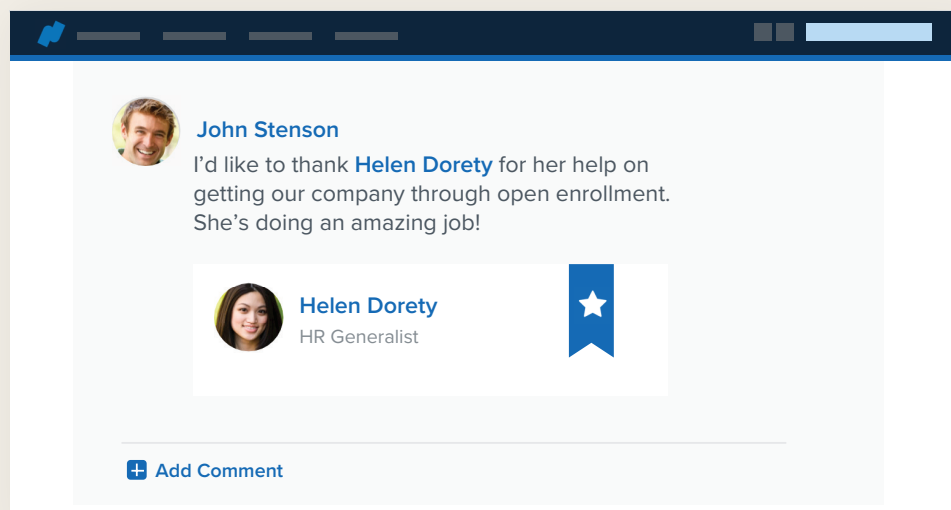 John Stenson
I’d like to thank Helen Dorety for her help on
getting our company through open enrollment.
She’s doing an amazing job!
Helen Dorety
HR Generalist
Add Comment